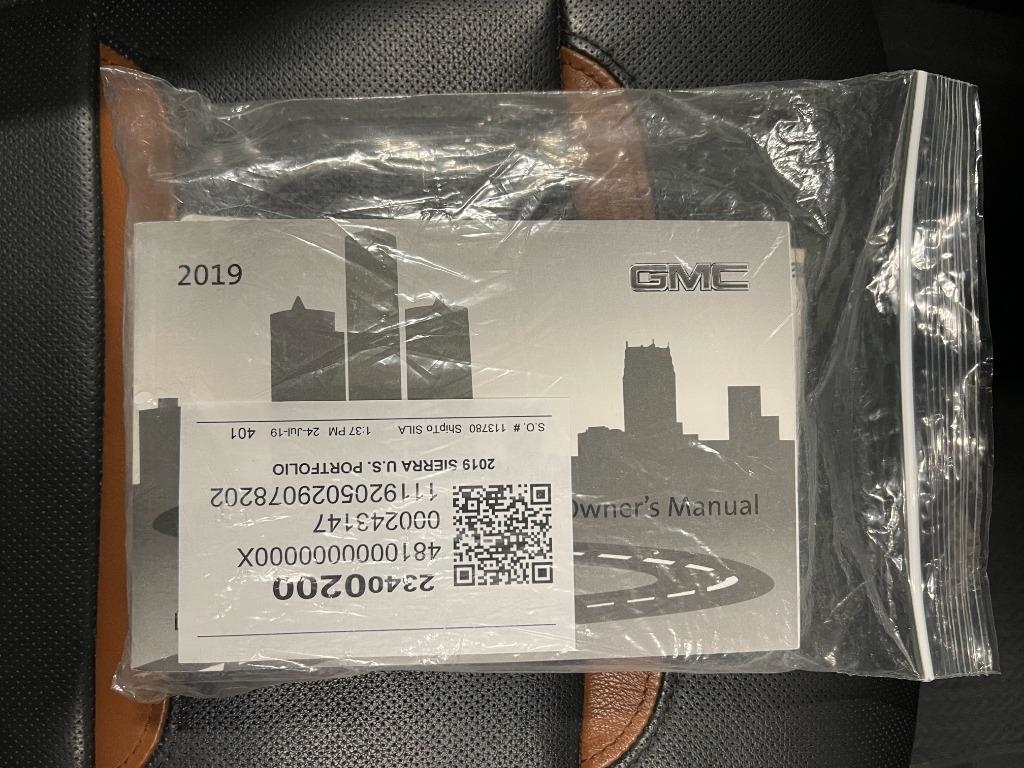 2019
GMC
Owner's Manual
23400200
4810000000000X
000243147
1119205029078202
2019 SIERRA U.S. PORTFOLIO
S.O. # 113780 ShipTo SILA 1:37 PM 24-Jul-19 401